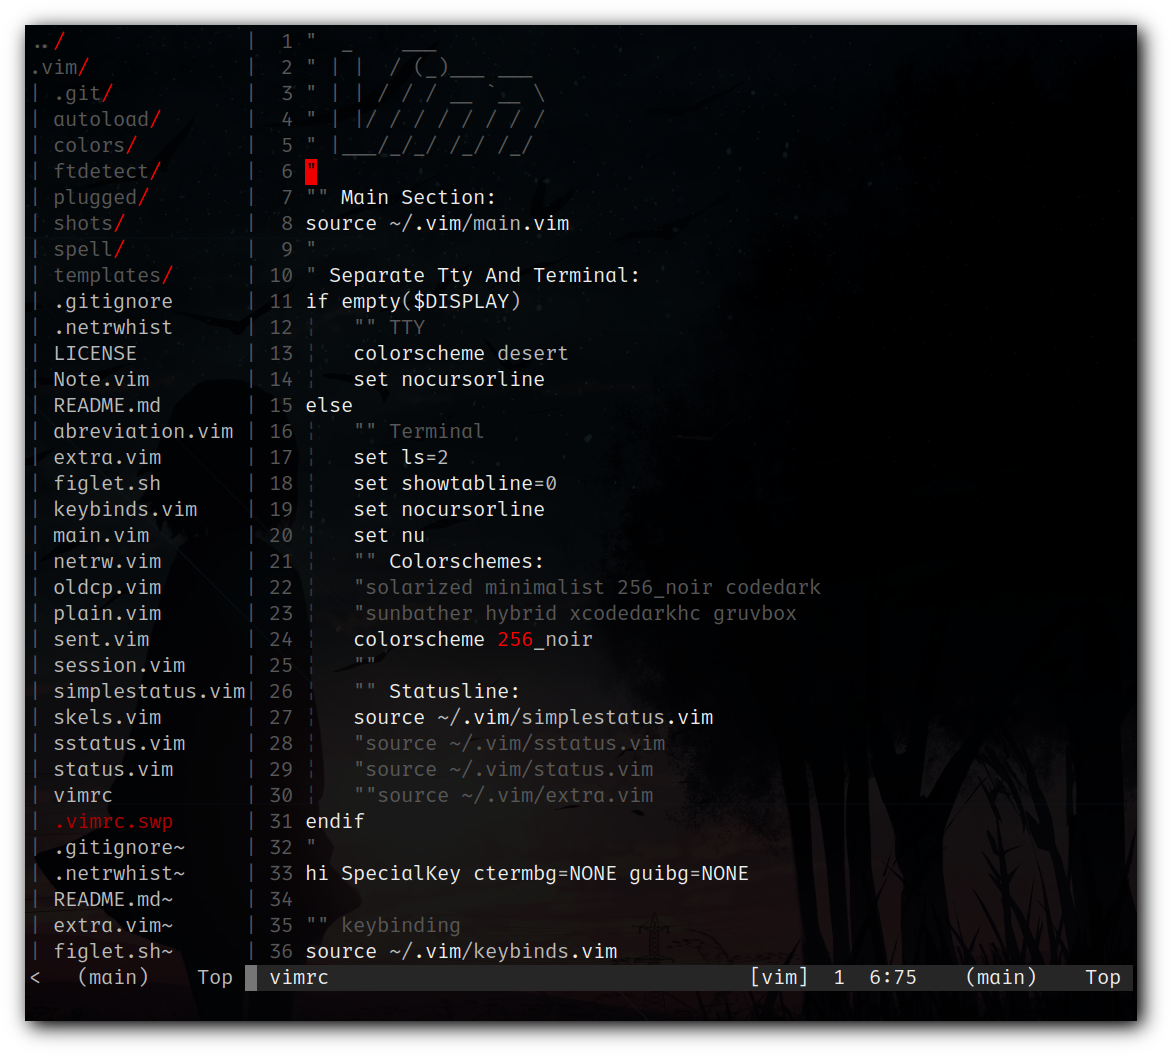 ../
.vim/
| .git/
| autoload/
| colors/
| ftdetect/
| plugged/
| shots/
| spell/
| templates/
| .gitignore
| .netrwhist
| LICENSE
| Note.vim
| README.md
| abreviation.vim
| extra.vim
| figlet.sh
| keybinds.vim
| main.vim
| netrw.vim
| oldcp.vim
| plain.vim
| sent.vim
| session.vim
| simplestatus.vim
| skels.vim
| sstatus.vim
| status.vim
| vimrc
| .vimrc.swp
| .gitignore~
| .netrwhist~
| README.md~
| extra.vim~
| figlet.sh~
< (main) Top
1 "  _    ___
2 " | |  / (_)___ ___
3 " | | / / / __ `__ \
4 " | |/ / / / / / / /
5 " |___/_/_/ /_/ /_/
6 "
7 "" Main Section:
8 source ~/.vim/main.vim
9 "
10 " Separate Tty And Terminal:
11 if empty($DISPLAY)
12 ¦   "" TTY
13 ¦   colorscheme desert
14 ¦   set nocursorline
15 else
16 ¦   "" Terminal
17 ¦   set ls=2
18 ¦   set showtabline=0
19 ¦   set nocursorline
20 ¦   set nu
21 ¦   "" Colorschemes:
22 ¦   "solarized minimalist 256_noir codedark
23 ¦   "sunbather hybrid xcodedarkhc gruvbox
24 ¦   colorscheme 256_noir
25 ¦   ""
26 ¦   "" Statusline:
27 ¦   source ~/.vim/simplestatus.vim
28 ¦   "source ~/.vim/sstatus.vim
29 ¦   "source ~/.vim/status.vim
30 ¦   ""source ~/.vim/extra.vim
31 endif
32 "
33 hi SpecialKey ctermbg=NONE guibg=NONE
34
35 "" keybinding
36 source ~/.vim/keybinds.vim
vimrc [vim] 1 6:75 (main) Top